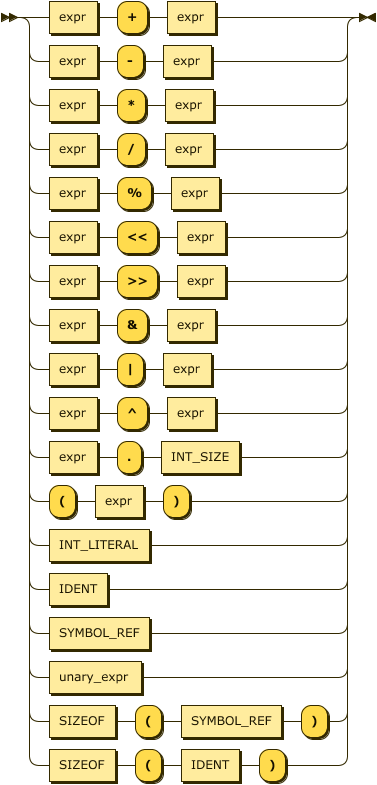 expr + expr
expr - expr
expr * expr
expr / expr
expr % expr
expr << expr
expr >> expr
expr & expr
expr | expr
expr ^ expr
expr . INT_SIZE
( expr )
INT_LITERAL
IDENT
SYMBOL_REF
unary_expr
SIZEOF ( SYMBOL_REF )
SIZEOF ( IDENT )